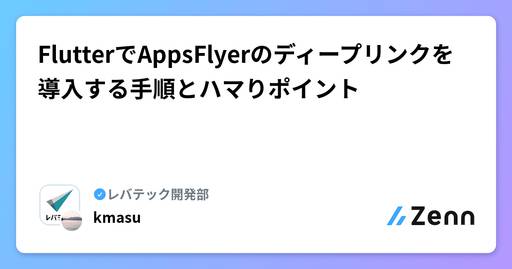 FlutterでAppsFlyerのディープリンクを
導入する手順とハマりポイント
レバテック開発部
kmasu
Zenn